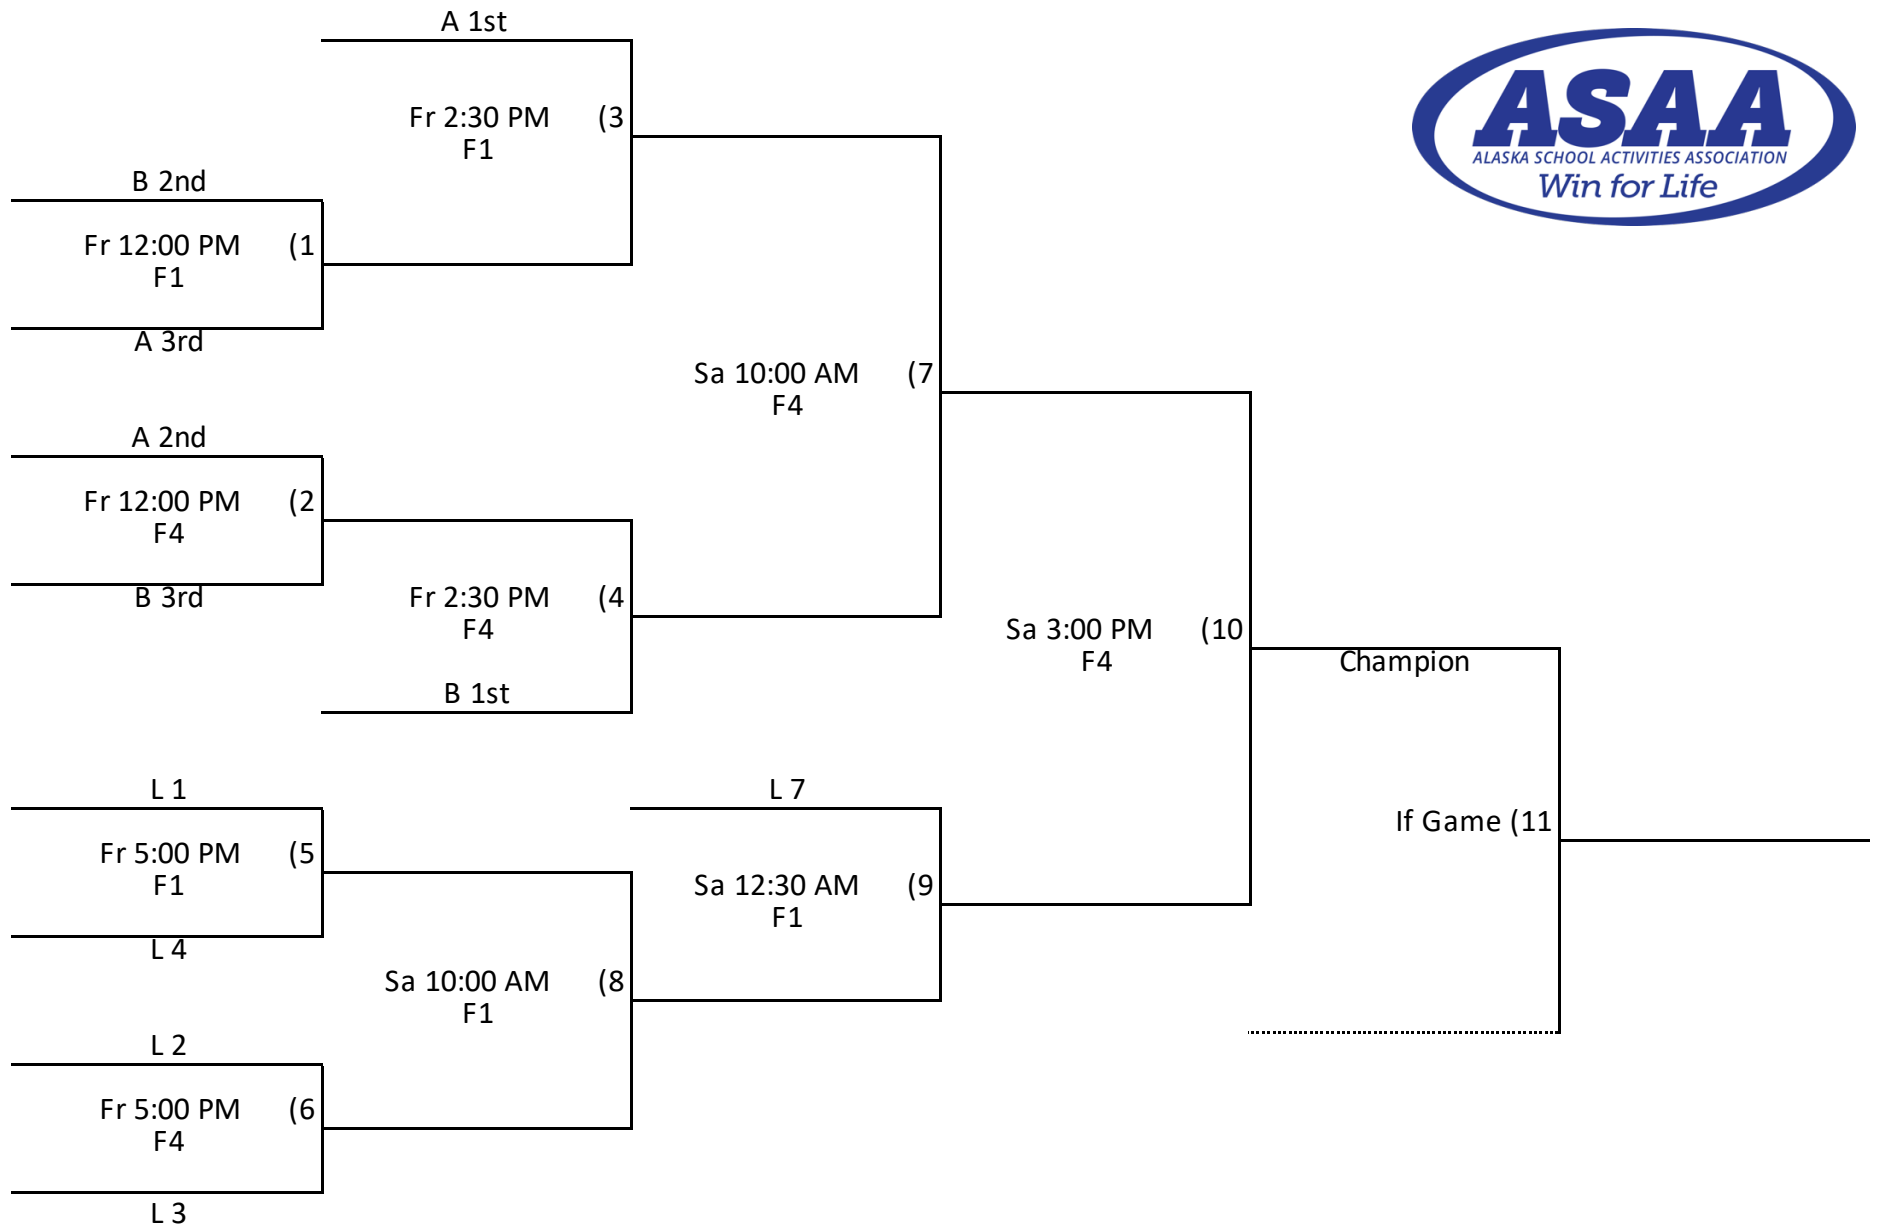 A 1st
Fr 2:30 PM (3
F1
B 2nd
Fr 12:00 PM (1
F1
A 3rd
Sa 10:00 AM (7
F4
A 2nd
Fr 12:00 PM (2
F4
B 3rd
Fr 2:30 PM (4
F4
B 1st
Sa 3:00 PM (10
F4
Champion
L 1
Fr 5:00 PM (5
F1
L 4
L 7
Sa 12:30 AM (9
F1
If Game (11
Sa 10:00 AM (8
F1
L 2
Fr 5:00 PM (6
F4
L 3
ASAA
ALASKA SCHOOL ACTIVITIES ASSOCIATION
Win for Life